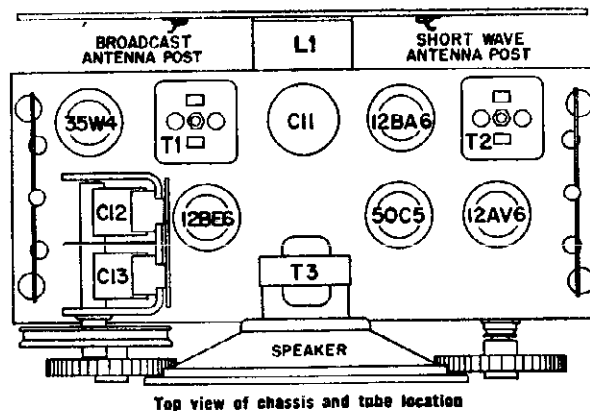 BROADCAST
ANTENNA POST
L1
SHORT WAVE
ANTENNA POST
35W4
T1
C11
12BA6
T2
C12
12BE6
50C5
12AV6
C13
T3
SPEAKER
Top view of chassis and tube location